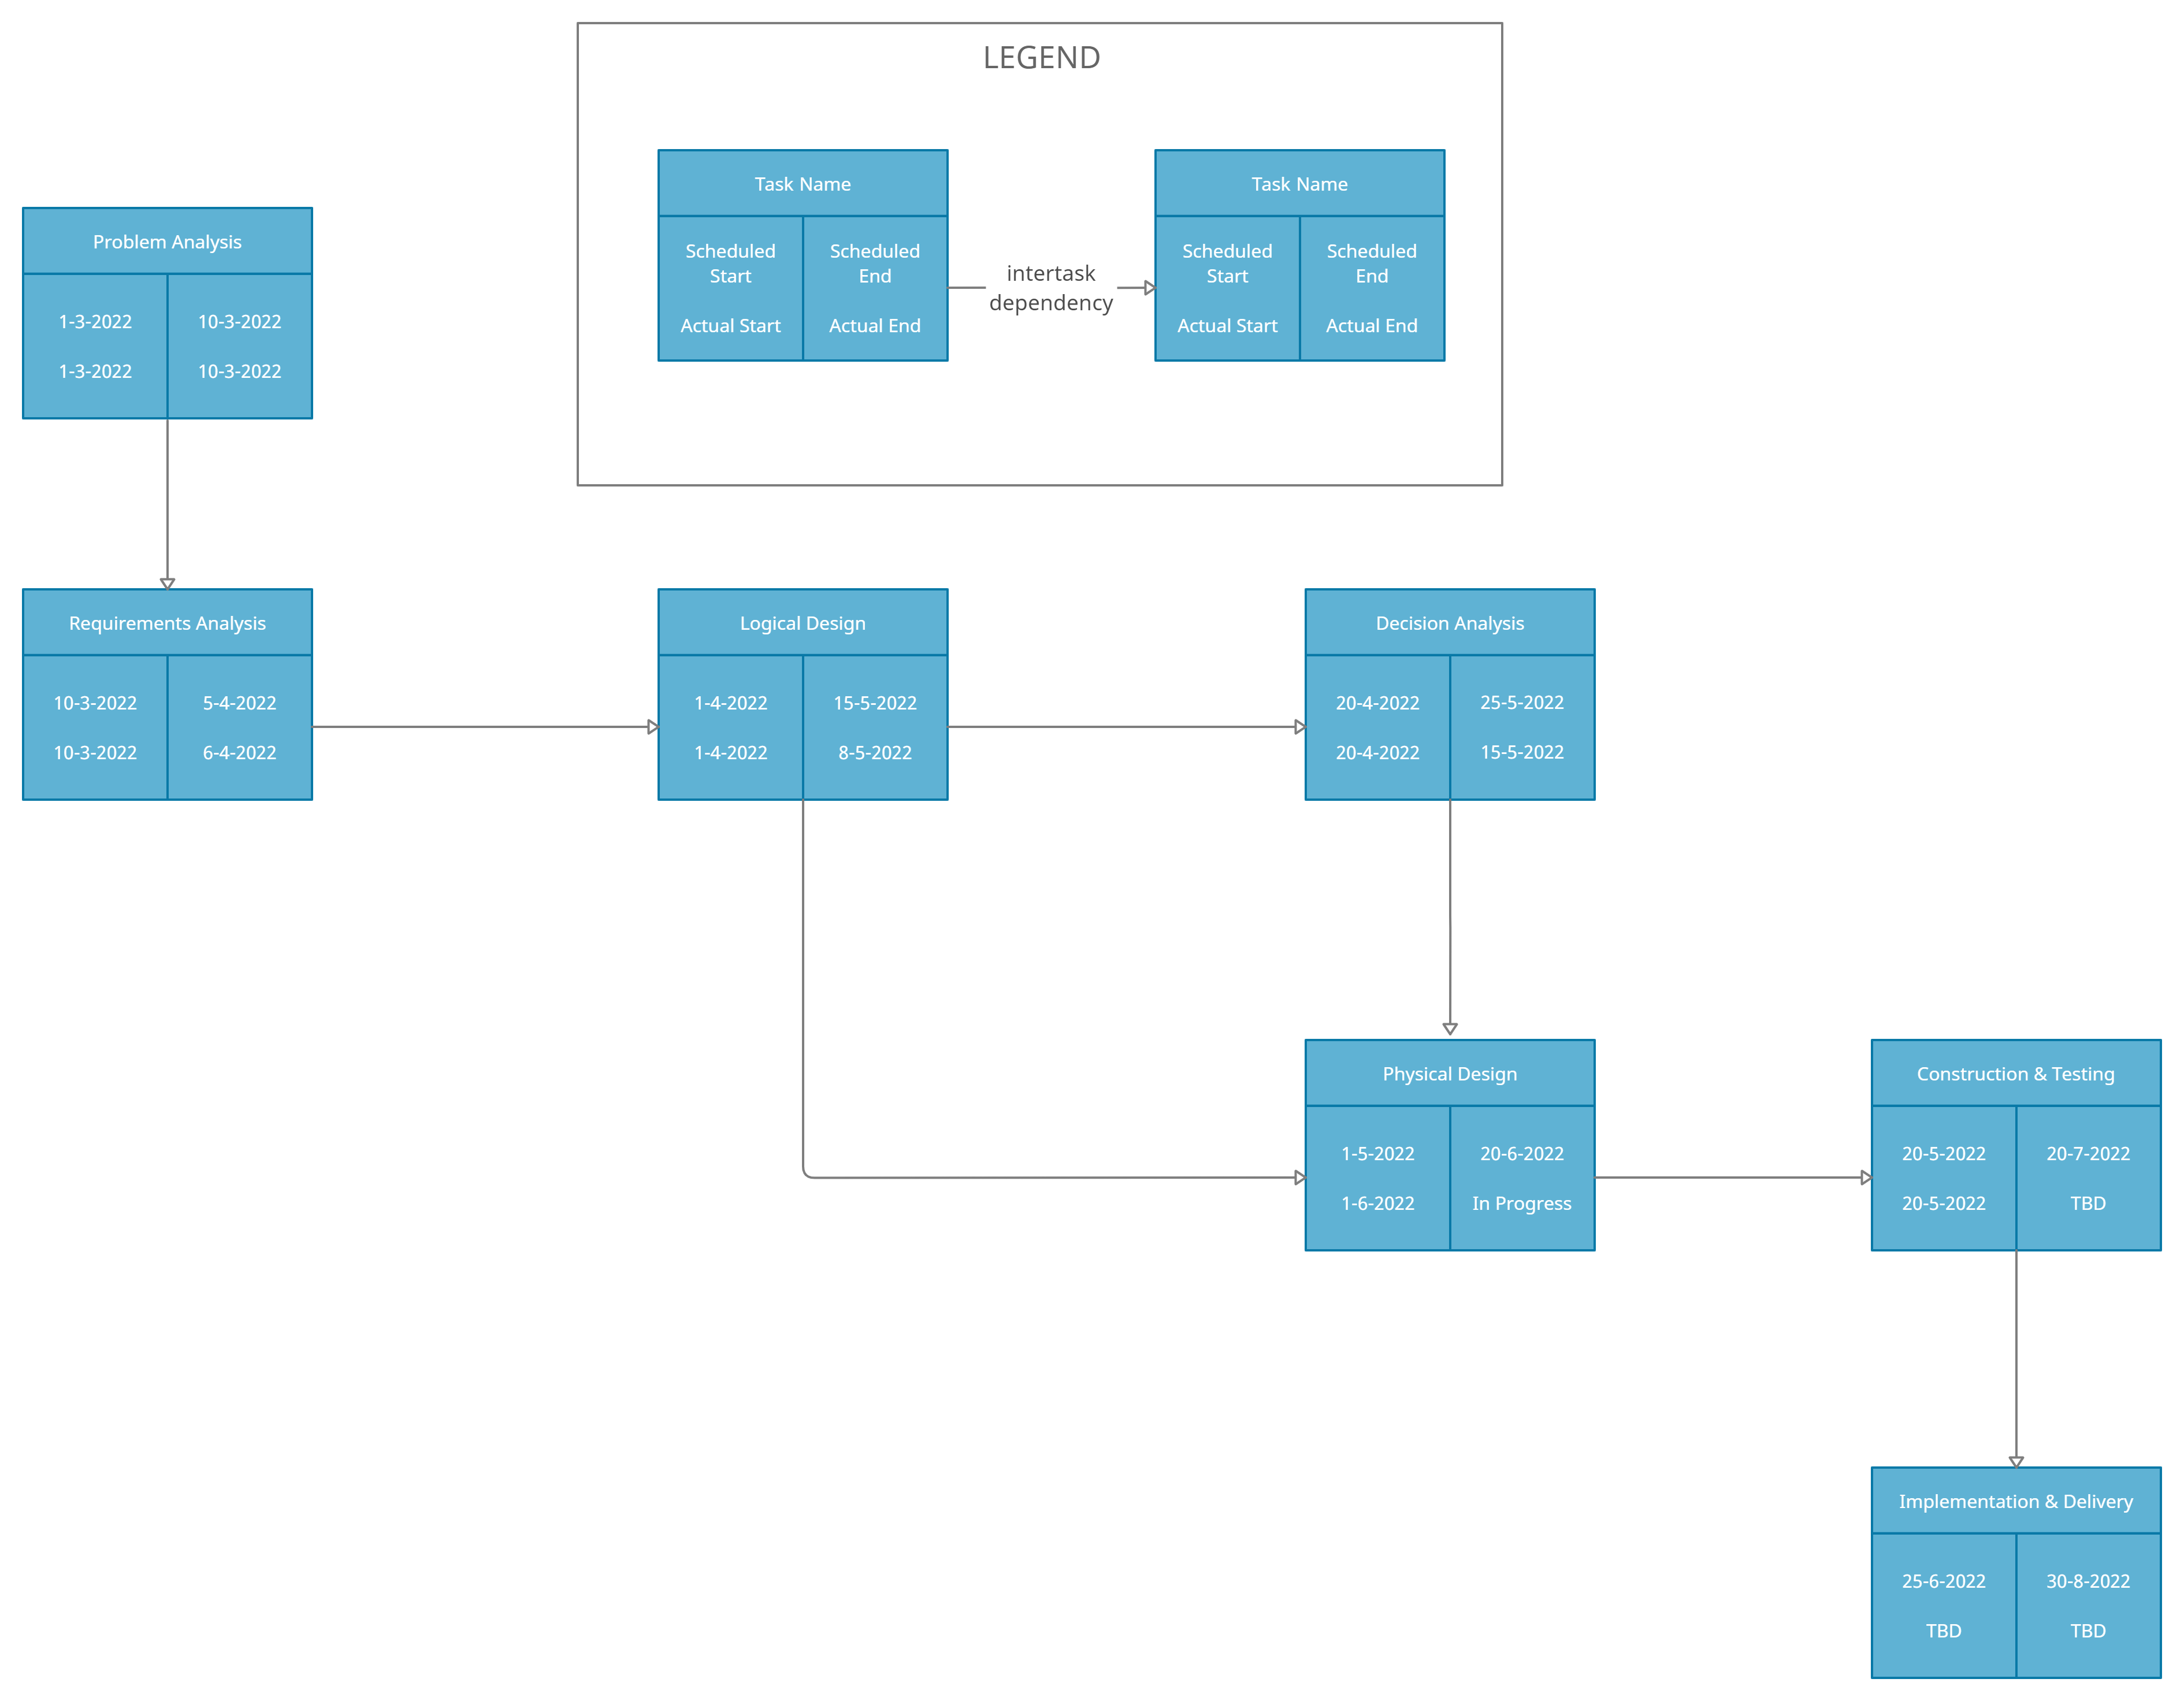 LEGEND
Task Name
Scheduled
Start
Actual Start
Scheduled
End
Actual End
intertask
dependency
Task Name
Scheduled
Start
Actual Start
Scheduled
End
Actual End
Problem Analysis
1-3-2022
1-3-2022
10-3-2022
10-3-2022
Requirements Analysis
10-3-2022
10-3-2022
5-4-2022
6-4-2022
Logical Design
1-4-2022
1-4-2022
15-5-2022
8-5-2022
Decision Analysis
20-4-2022
20-4-2022
25-5-2022
15-5-2022
Physical Design
1-5-2022
1-6-2022
20-6-2022
In Progress
Construction & Testing
20-5-2022
20-5-2022
20-7-2022
TBD
Implementation & Delivery
25-6-2022
TBD
30-8-2022
TBD